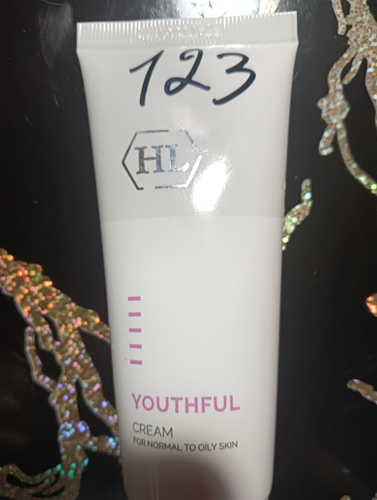 123
HL
YOUTHFUL
CREAM
FOR NORMAL TO OILY SKIN